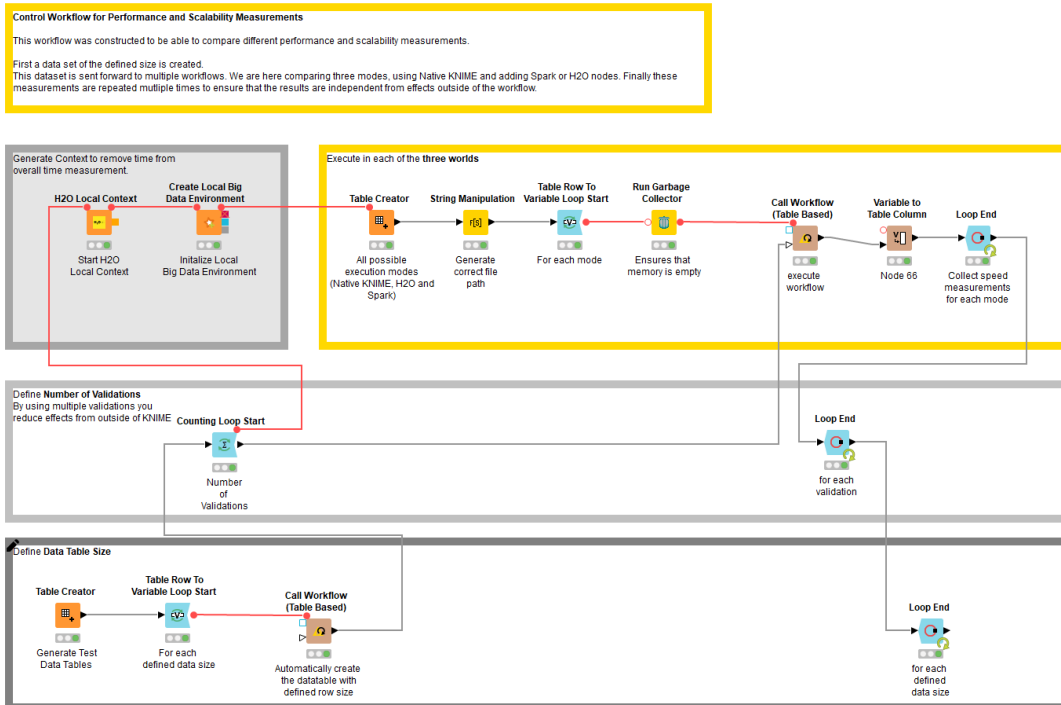 Control Workflow for Performance and Scalability Measurements
This workflow was constructed to be able to compare different performance and scalability measurements.
First a data set of the defined size is created.
This dataset is sent forward to multiple workflows. We are here comparing three modes, using Native KNIME and adding Spark or H2O nodes. Finally these
measurements are repeated mutliple times to ensure that the results are independent from effects outside of the workflow.
Generate Context to remove time from
overall time measurement.
H2O Local Context
Start H2O
Local Context
Create Local Big
Data Environment
Initalize Local
Big Data Environment
Execute in each of the three worlds
Table Creator
All possible
execution modes
(Native KNIME, H2O and
Spark)
String Manipulation
Generate
correct file
path
Table Row To
Variable Loop Start
For each mode
Run Garbage
Collector
Ensures that
memory is empty
Call Workflow
(Table Based)
execute
workflow
Variable to
Table Column
Node 66
Loop End
Collect speed
measurements
for each mode
Define Number of Validations
By using multiple validations you
reduce effects from outside of KNIME
Counting Loop Start
Number
of
Validations
Loop End
for each
validation
Define Data Table Size
Table Creator
Generate Test
Data Tables
Table Row To
Variable Loop Start
For each
defined data size
Call Workflow
(Table Based)
Automatically create
the datatable with
defined row size
Loop End
for each
defined
data size